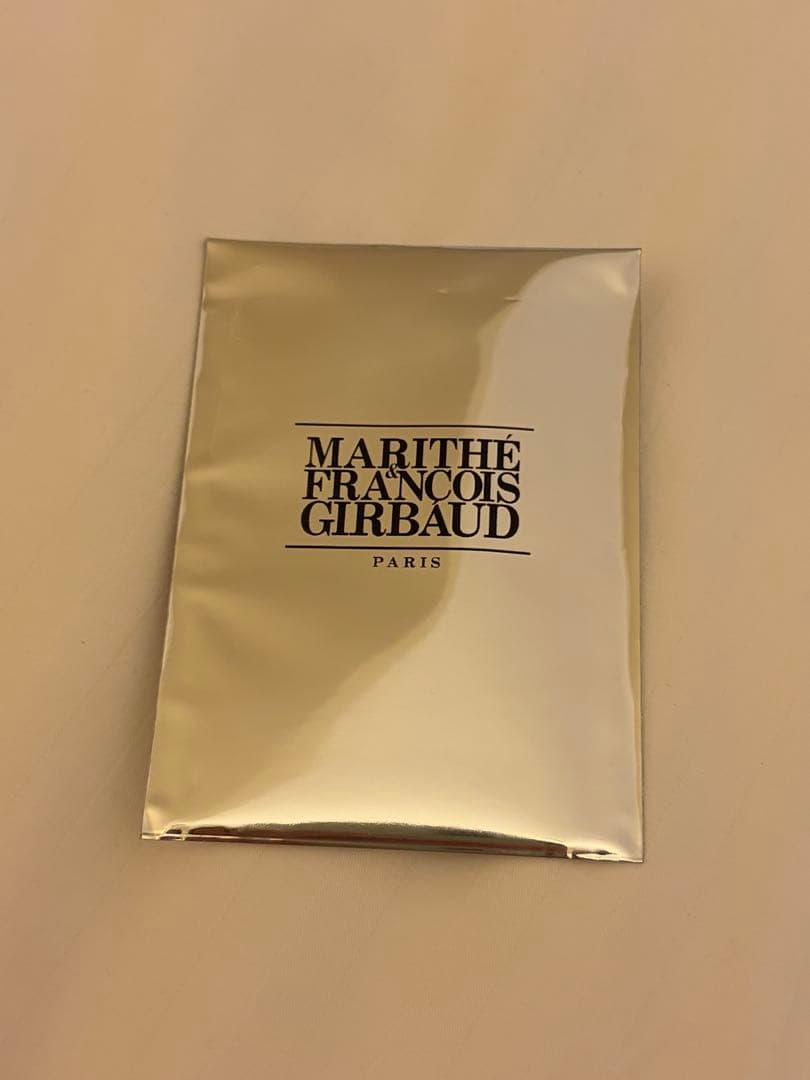 MARITHÉ
&
FRANÇOIS
GIRBAUD
PARIS